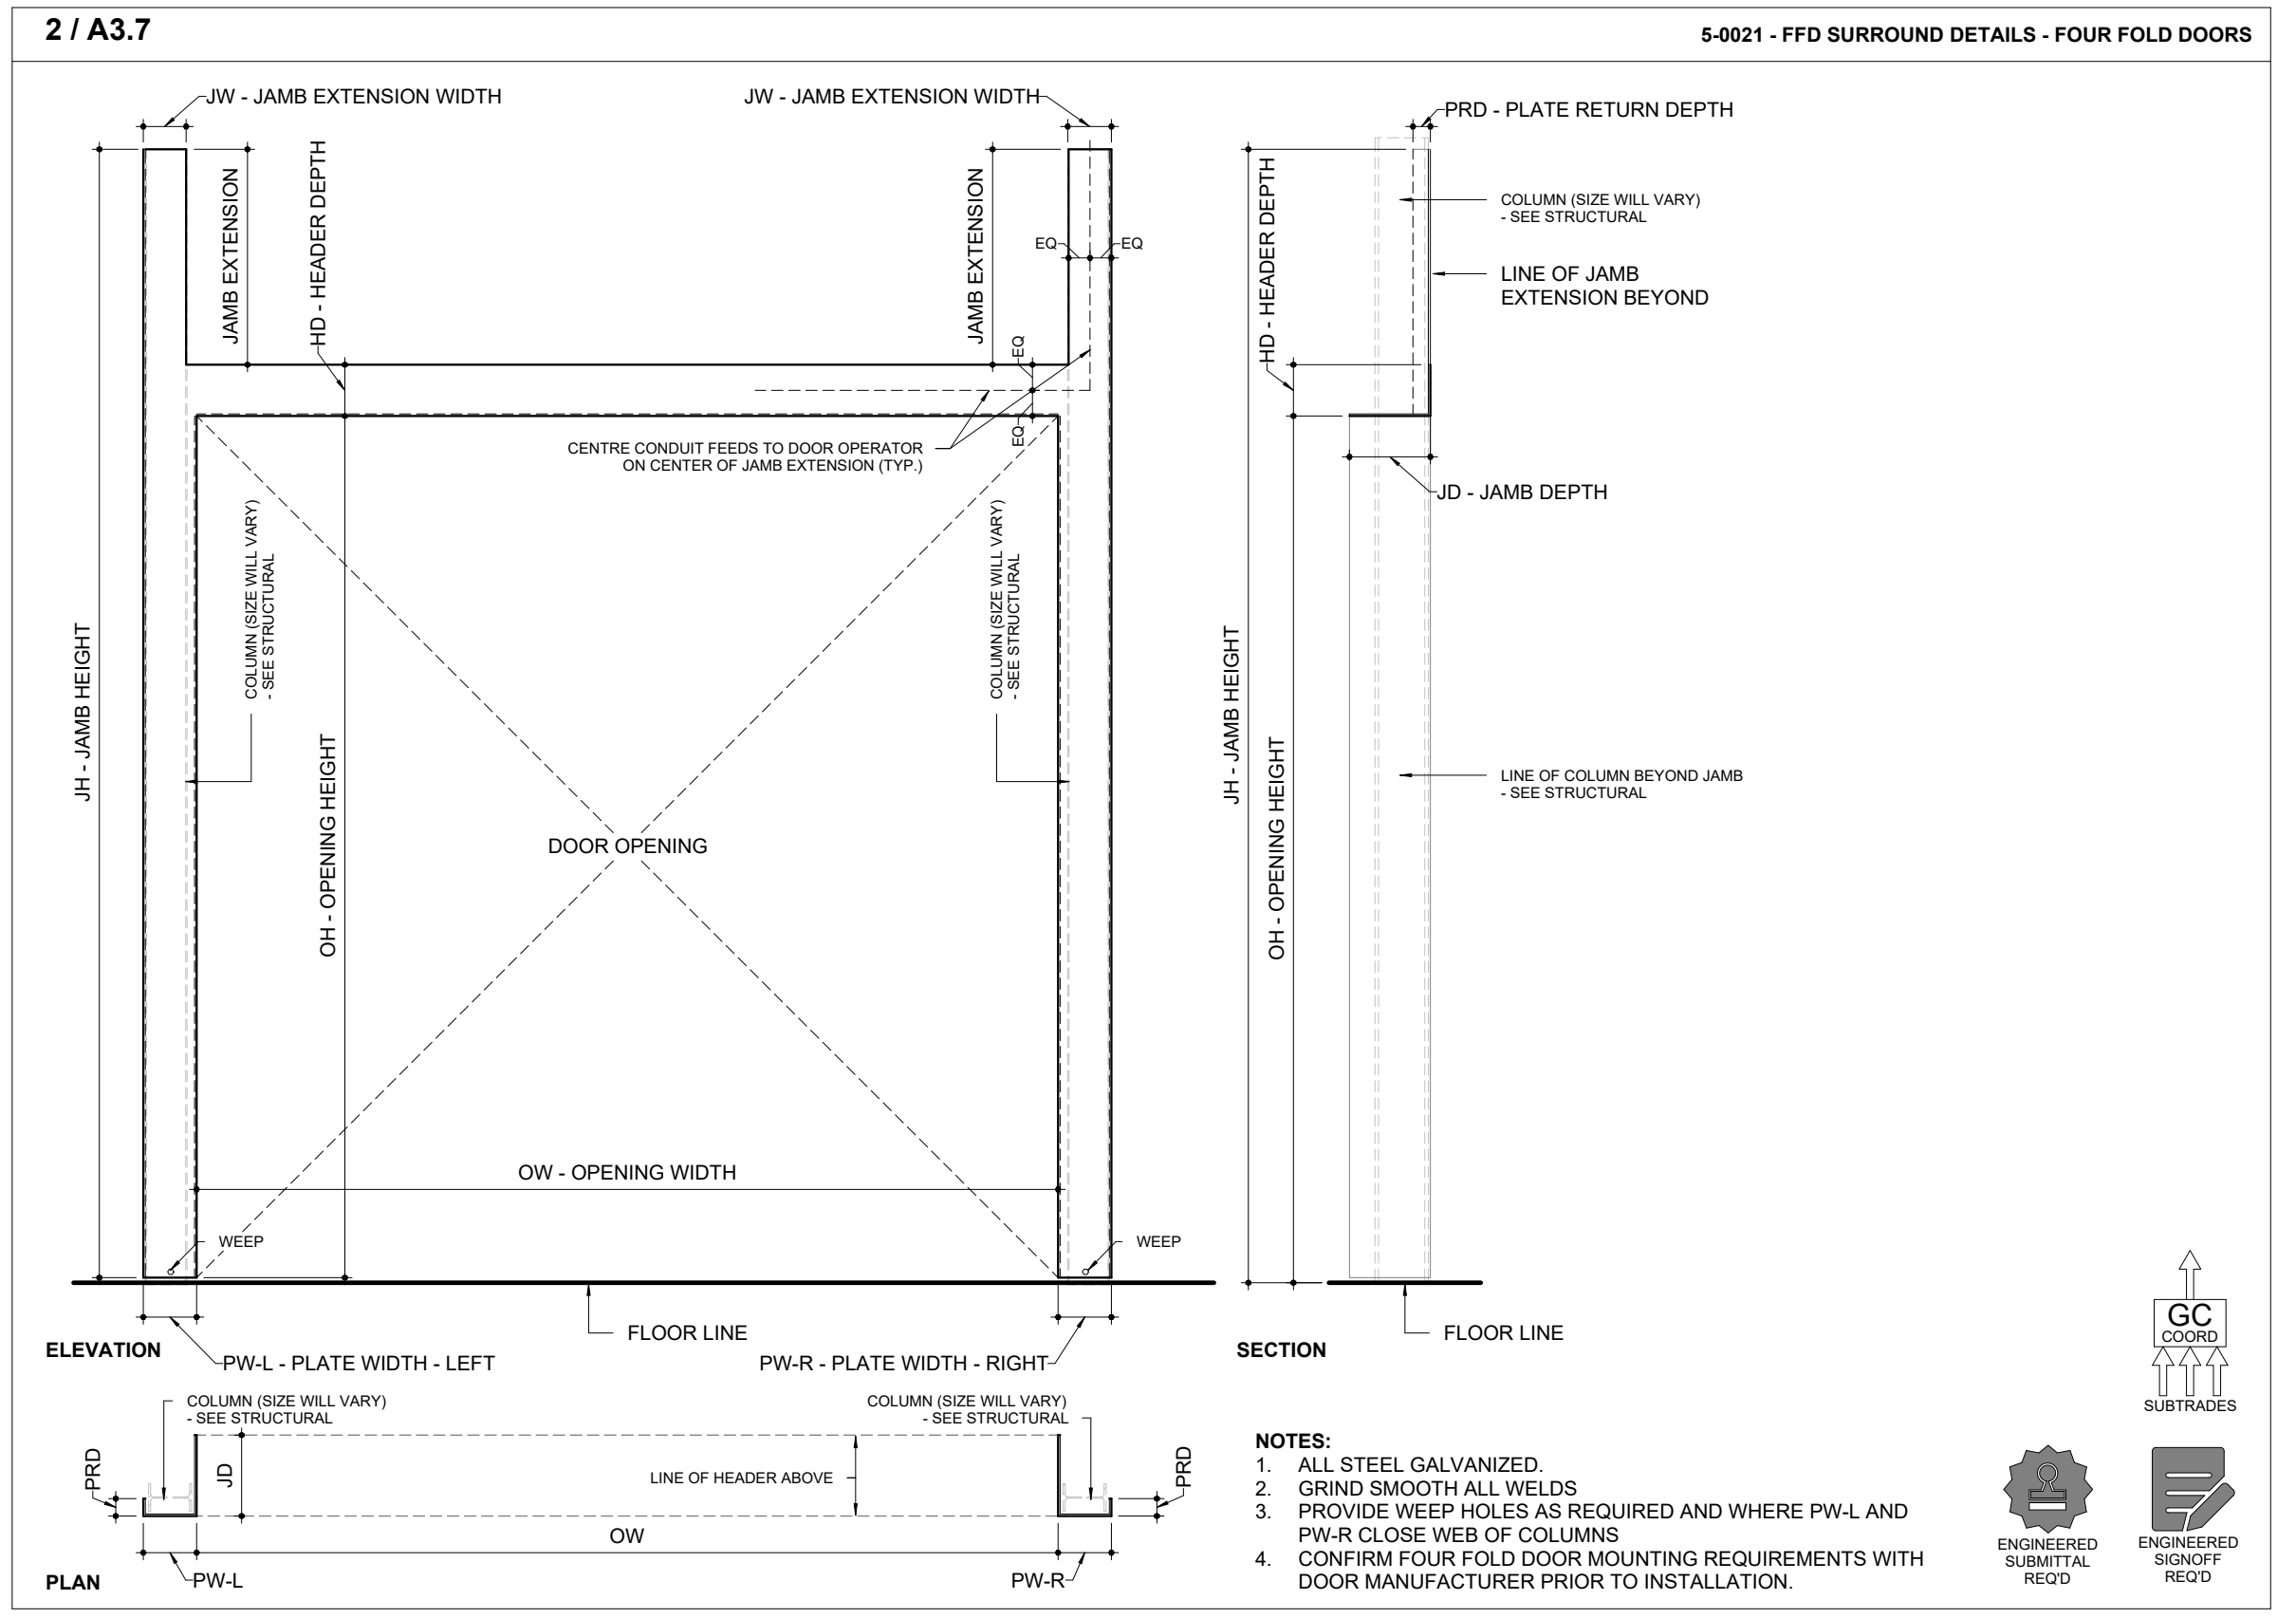 2 / A3.7
5-0021 - FFD SURROUND DETAILS - FOUR FOLD DOORS
JW - JAMB EXTENSION WIDTH
JW - JAMB EXTENSION WIDTH
JAMB EXTENSION
HD - HEADER DEPTH
JAMB EXTENSION
EQ
EQ
EQ
EQ
CENTRE CONDUIT FEEDS TO DOOR OPERATOR
ON CENTER OF JAMB EXTENSION (TYP.)
COLUMN (SIZE WILL VARY)
- SEE STRUCTURAL
COLUMN (SIZE WILL VARY)
- SEE STRUCTURAL
JH - JAMB HEIGHT
OH - OPENING HEIGHT
DOOR OPENING
OW - OPENING WIDTH
WEEP
WEEP
FLOOR LINE
ELEVATION
PW-L - PLATE WIDTH - LEFT
PW-R - PLATE WIDTH - RIGHT
PRD - PLATE RETURN DEPTH
HD - HEADER DEPTH
COLUMN (SIZE WILL VARY)
- SEE STRUCTURAL
LINE OF JAMB
EXTENSION BEYOND
JD - JAMB DEPTH
JH - JAMB HEIGHT
OH - OPENING HEIGHT
LINE OF COLUMN BEYOND JAMB
- SEE STRUCTURAL
FLOOR LINE
SECTION
COLUMN (SIZE WILL VARY)
- SEE STRUCTURAL
COLUMN (SIZE WILL VARY)
- SEE STRUCTURAL
PRD
JD
LINE OF HEADER ABOVE
PRD
OW
PW-L
PW-R
PLAN
NOTES:
1. ALL STEEL GALVANIZED.
2. GRIND SMOOTH ALL WELDS
3. PROVIDE WEEP HOLES AS REQUIRED AND WHERE PW-L AND
PW-R CLOSE WEB OF COLUMNS
4. CONFIRM FOUR FOLD DOOR MOUNTING REQUIREMENTS WITH
DOOR MANUFACTURER PRIOR TO INSTALLATION.
GC
COORD
SUBTRADES
ENGINEERED
SUBMITTAL
REQ'D
ENGINEERED
SIGNOFF
REQ'D